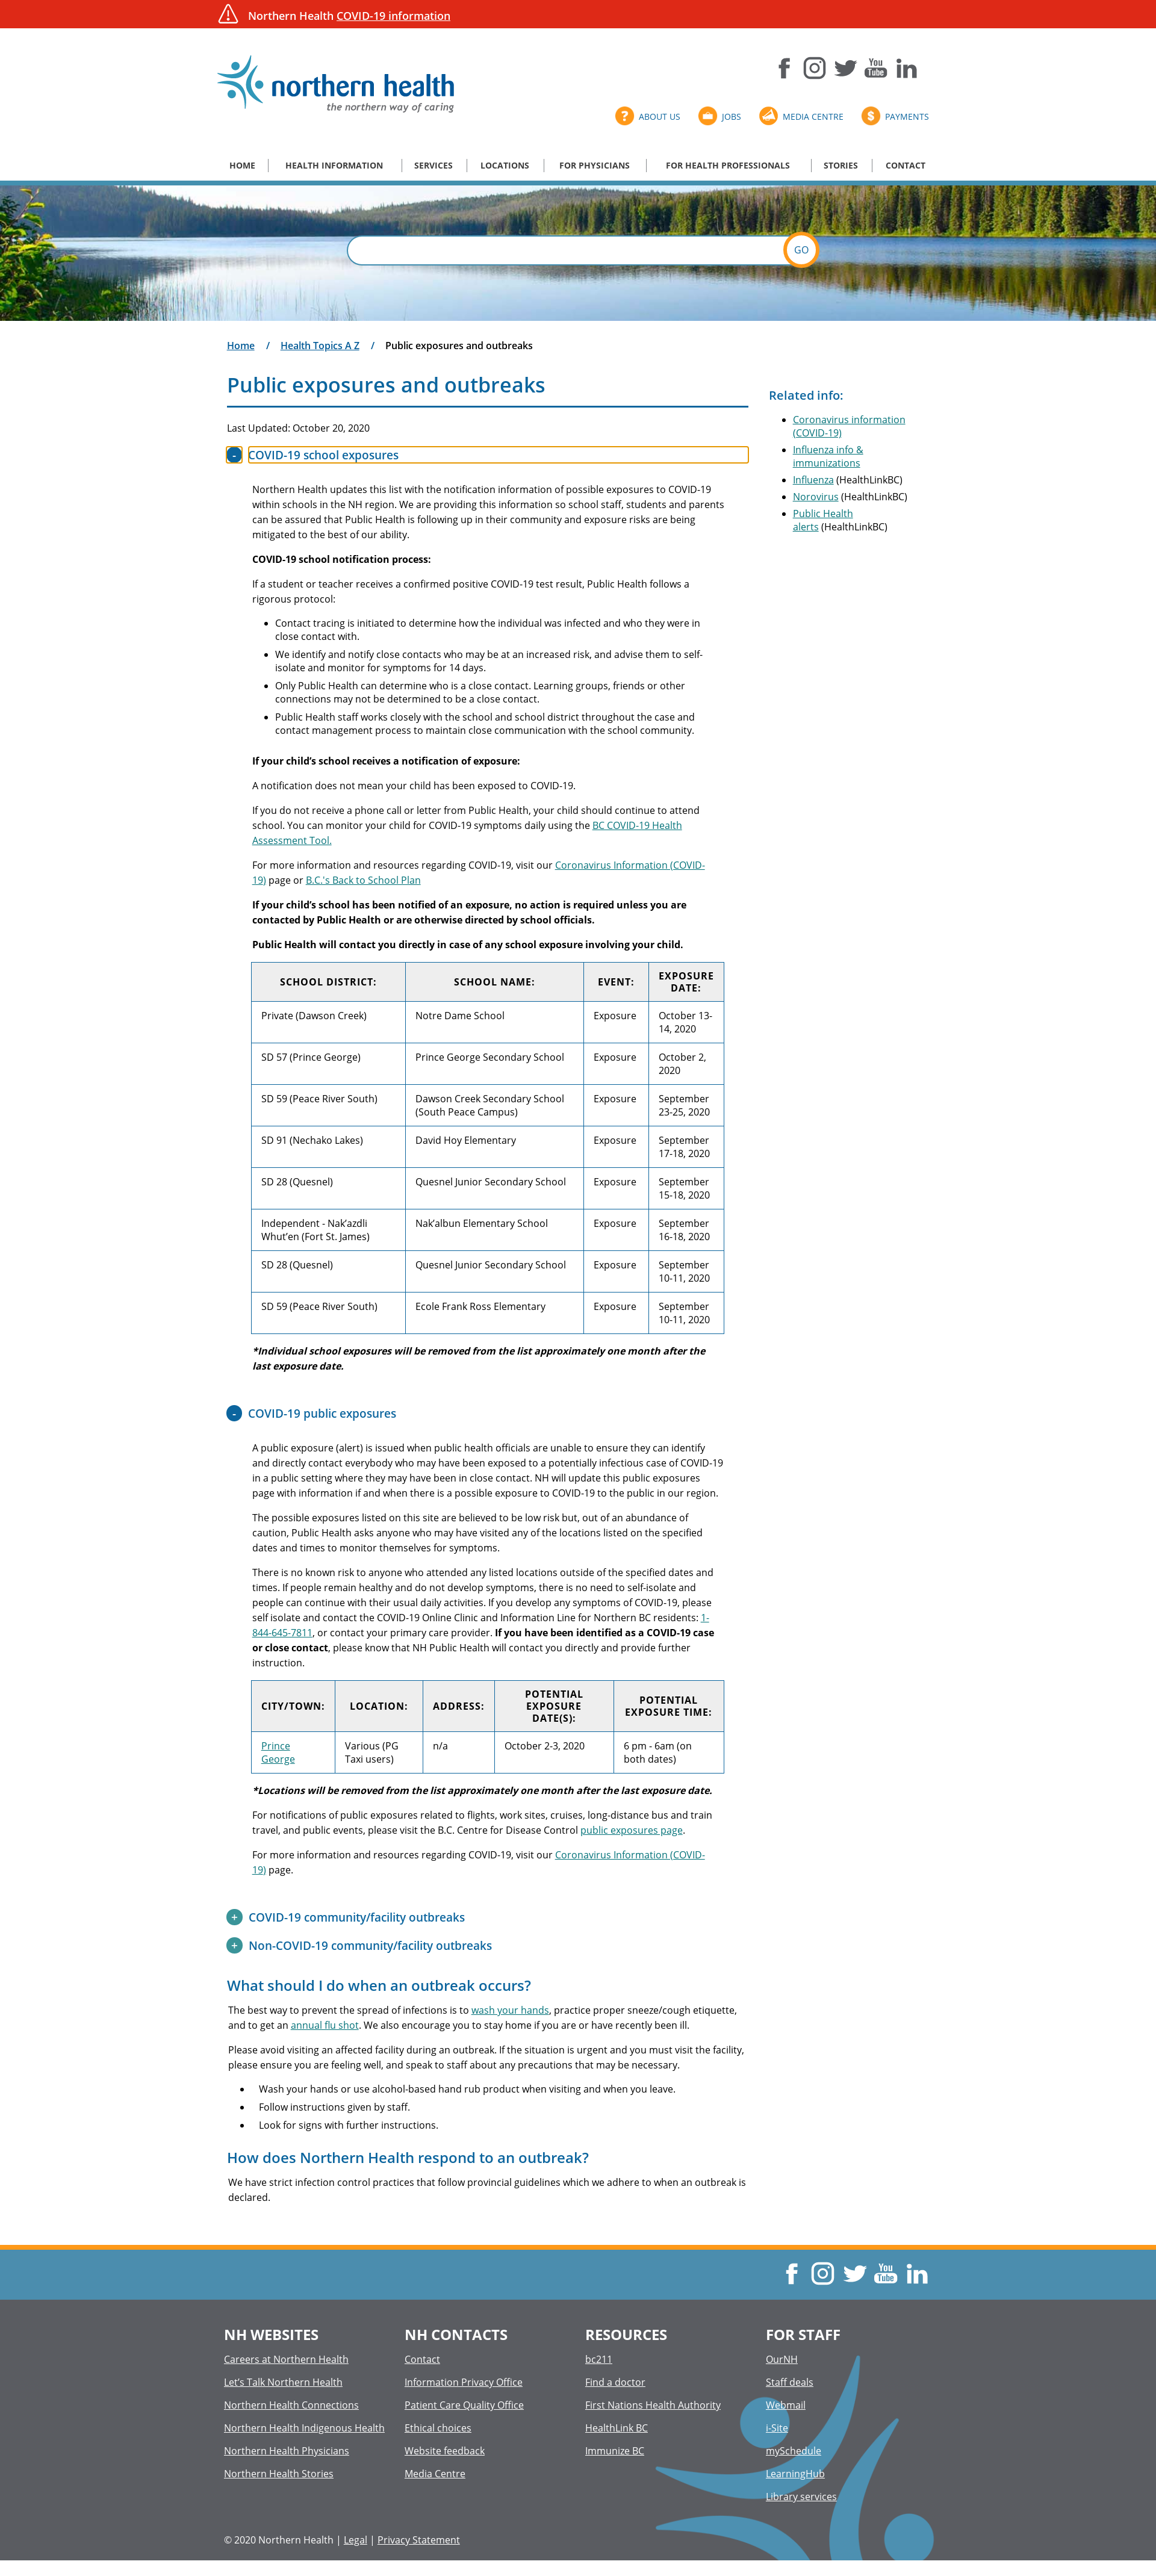 Northern Health COVID-19 information
northern health
the northern way of caring
You
Tube
in
ABOUT US
JOBS
MEDIA CENTRE
PAYMENTS
HOME
HEALTH INFORMATION
SERVICES
LOCATIONS
FOR PHYSICIANS
FOR HEALTH PROFESSIONALS
STORIES
CONTACT
GO
Home / Health Topics A Z / Public exposures and outbreaks
Public exposures and outbreaks
Last Updated: October 20, 2020
- COVID-19 school exposures
Northern Health updates this list with the notification information of possible exposures to COVID-19
within schools in the NH region. We are providing this information so school staff, students and parents
can be assured that Public Health is following up in their community and exposure risks are being
mitigated to the best of our ability.
COVID-19 school notification process:
If a student or teacher receives a confirmed positive COVID-19 test result, Public Health follows a
rigorous protocol:
• Contact tracing is initiated to determine how the individual was infected and who they were in
close contact with.
• We identify and notify close contacts who may be at an increased risk, and advise them to self-
isolate and monitor for symptoms for 14 days.
• Only Public Health can determine who is a close contact. Learning groups, friends or other
connections may not be determined to be a close contact.
• Public Health staff works closely with the school and school district throughout the case and
contact management process to maintain close communication with the school community.
If your child’s school receives a notification of exposure:
A notification does not mean your child has been exposed to COVID-19.
If you do not receive a phone call or letter from Public Health, your child should continue to attend
school. You can monitor your child for COVID-19 symptoms daily using the BC COVID-19 Health
Assessment Tool.
For more information and resources regarding COVID-19, visit our Coronavirus Information (COVID-
19) page or B.C.'s Back to School Plan
If your child’s school has been notified of an exposure, no action is required unless you are
contacted by Public Health or are otherwise directed by school officials.
Public Health will contact you directly in case of any school exposure involving your child.
SCHOOL DISTRICT: SCHOOL NAME: EVENT: EXPOSURE
DATE:
Private (Dawson Creek) Notre Dame School Exposure October 13-
14, 2020
SD 57 (Prince George) Prince George Secondary School Exposure October 2,
2020
SD 59 (Peace River South) Dawson Creek Secondary School Exposure September
(South Peace Campus) 23-25, 2020
SD 91 (Nechako Lakes) David Hoy Elementary Exposure September
17-18, 2020
SD 28 (Quesnel) Quesnel Junior Secondary School Exposure September
15-18, 2020
Independent - Nak’azdli Nak’albun Elementary School Exposure September
Whut’en (Fort St. James) 16-18, 2020
SD 28 (Quesnel) Quesnel Junior Secondary School Exposure September
10-11, 2020
SD 59 (Peace River South) Ecole Frank Ross Elementary Exposure September
10-11, 2020
*Individual school exposures will be removed from the list approximately one month after the
last exposure date.
- COVID-19 public exposures
A public exposure (alert) is issued when public health officials are unable to ensure they can identify
and directly contact everybody who may have been exposed to a potentially infectious case of COVID-19
in a public setting where they may have been in close contact. NH will update this public exposures
page with information if and when there is a possible exposure to COVID-19 to the public in our region.
The possible exposures listed on this site are believed to be low risk but, out of an abundance of
caution, Public Health asks anyone who may have visited any of the locations listed on the specified
dates and times to monitor themselves for symptoms.
There is no known risk to anyone who attended any listed locations outside of the specified dates and
times. If people remain healthy and do not develop symptoms, there is no need to self-isolate and
people can continue with their usual daily activities. If you develop any symptoms of COVID-19, please
self isolate and contact the COVID-19 Online Clinic and Information Line for Northern BC residents: 1-
844-645-7811, or contact your primary care provider. If you have been identified as a COVID-19 case
or close contact, please know that NH Public Health will contact you directly and provide further
instruction.
CITY/TOWN: LOCATION: ADDRESS: POTENTIAL
EXPOSURE
DATE(S): POTENTIAL
EXPOSURE TIME:
Prince Various (PG n/a October 2-3, 2020 6 pm - 6am (on
George Taxi users) both dates)
*Locations will be removed from the list approximately one month after the last exposure date.
For notifications of public exposures related to flights, work sites, cruises, long-distance bus and train
travel, and public events, please visit the B.C. Centre for Disease Control public exposures page.
For more information and resources regarding COVID-19, visit our Coronavirus Information (COVID-
19) page.
+ COVID-19 community/facility outbreaks
+ Non-COVID-19 community/facility outbreaks
What should I do when an outbreak occurs?
The best way to prevent the spread of infections is to wash your hands, practice proper sneeze/cough etiquette,
and to get an annual flu shot. We also encourage you to stay home if you are or have recently been ill.
Please avoid visiting an affected facility during an outbreak. If the situation is urgent and you must visit the facility,
please ensure you are feeling well, and speak to staff about any precautions that may be necessary.
• Wash your hands or use alcohol-based hand rub product when visiting and when you leave.
• Follow instructions given by staff.
• Look for signs with further instructions.
How does Northern Health respond to an outbreak?
We have strict infection control practices that follow provincial guidelines which we adhere to when an outbreak is
declared.
Related info:
• Coronavirus information
(COVID-19)
• Influenza info &
immunizations
• Influenza (HealthLinkBC)
• Norovirus (HealthLinkBC)
• Public Health
alerts (HealthLinkBC)
You
Tube
in
NH WEBSITES
Careers at Northern Health
Let’s Talk Northern Health
Northern Health Connections
Northern Health Indigenous Health
Northern Health Physicians
Northern Health Stories
NH CONTACTS
Contact
Information Privacy Office
Patient Care Quality Office
Ethical choices
Website feedback
Media Centre
RESOURCES
bc211
Find a doctor
First Nations Health Authority
HealthLink BC
Immunize BC
FOR STAFF
OurNH
Staff deals
Webmail
i-Site
mySchedule
LearningHub
Library services
© 2020 Northern Health | Legal | Privacy Statement